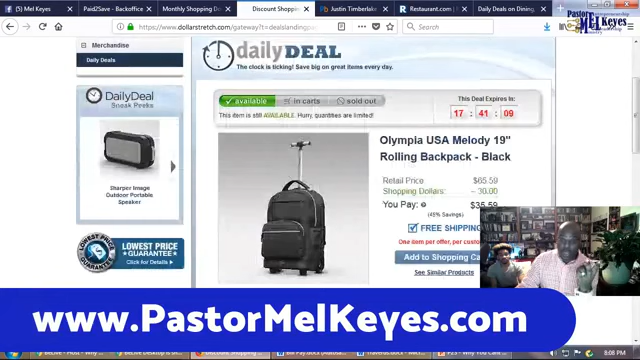 Mel Keyes
Paid2Save - Backoffice
Monthly Shopping Da
Discount Shopping
Justin Timberlake
Restaurant.com |
Daily Deals on Dining,
Pastor
Mel Keyes
https://www.dollarstretch.com/gateway?t=dealslanding
Merchandise
Daily Deals
daily DEAL
The clock is ticking! Save big on great items every day.
DailyDeal
Sneak Peeks
Sharper Image
Outdoor Portable
Speaker
LOWEST PRICE
GUARANTEE
Click for Details
available
in carts
sold out
This item is still AVAILABLE. Hurry, quantities are limited!
This Deal Expires In:
17 : 41 : 09
Olympia USA Melody 19"
Rolling Backpack - Black
Retail Price $65.59
Shopping Dollars: - 30.00
You Pay: $35.59
(45% Savings)
FREE SHIPPING
One item per offer, per custo
Add to Shopping Ca
See Similar Products
www.PastorMelKeyes.com
8:08 PM